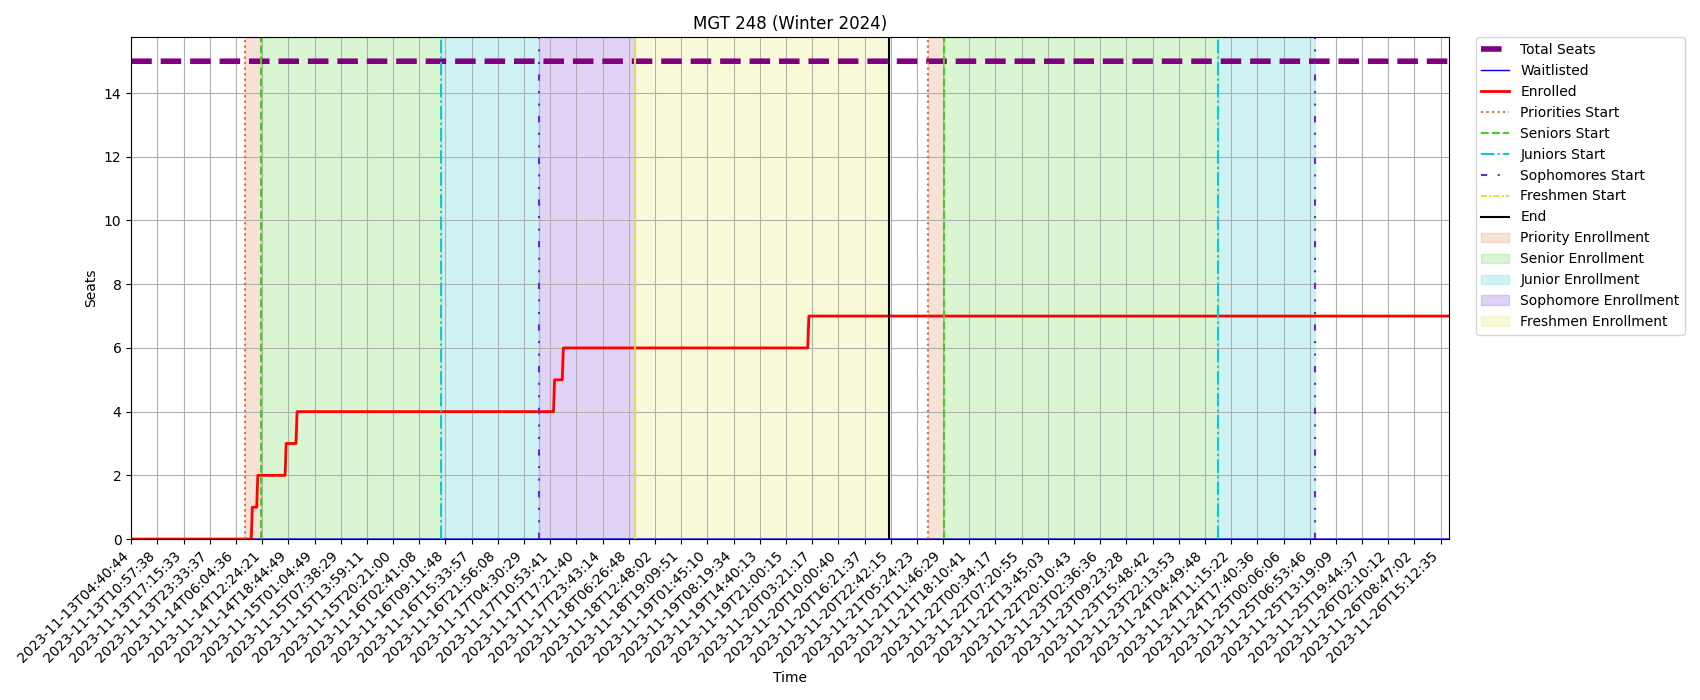 MGT 248 (Winter 2024)
Seats
14
12
10
8
6
4
2
0
2023-11-13T04:40:44
2023-11-13T10:57:38
2023-11-13T17:15:33
2023-11-13T23:33:37
2023-11-14T06:04:36
2023-11-14T12:24:21
2023-11-14T18:44:49
2023-11-15T01:04:49
2023-11-15T07:38:29
2023-11-15T13:59:11
2023-11-15T20:21:00
2023-11-16T02:41:08
2023-11-16T09:11:48
2023-11-16T15:33:57
2023-11-16T21:56:08
2023-11-17T04:30:29
2023-11-17T10:53:41
2023-11-17T17:21:40
2023-11-17T23:43:14
2023-11-18T06:26:48
2023-11-18T12:48:02
2023-11-18T19:09:51
2023-11-19T01:45:10
2023-11-19T08:19:34
2023-11-19T14:40:13
2023-11-19T21:00:15
2023-11-20T03:21:17
2023-11-20T10:00:40
2023-11-20T16:21:37
2023-11-20T22:42:15
2023-11-21T05:24:23
2023-11-21T11:46:29
2023-11-21T18:10:41
2023-11-22T00:34:17
2023-11-22T07:20:55
2023-11-22T13:45:03
2023-11-22T20:10:43
2023-11-23T02:36:36
2023-11-23T09:23:28
2023-11-23T15:48:42
2023-11-23T22:13:53
2023-11-24T04:49:48
2023-11-24T11:15:22
2023-11-24T17:40:36
2023-11-25T00:06:06
2023-11-25T06:53:46
2023-11-25T13:19:09
2023-11-25T19:44:37
2023-11-26T02:10:12
2023-11-26T08:47:02
2023-11-26T15:12:35
Time
Total Seats
Waitlisted
Enrolled
Priorities Start
Seniors Start
Juniors Start
Sophomores Start
Freshmen Start
End
Priority Enrollment
Senior Enrollment
Junior Enrollment
Sophomore Enrollment
Freshmen Enrollment